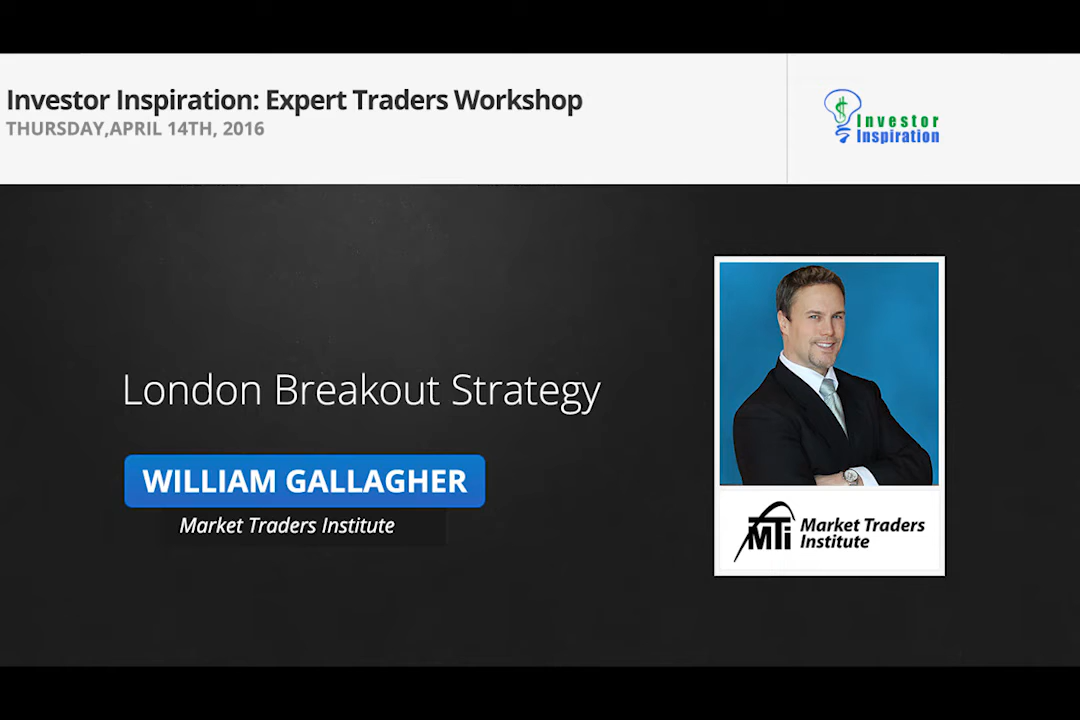 Investor Inspiration: Expert Traders Workshop
THURSDAY,APRIL 14TH, 2016
Investor
Inspiration
London Breakout Strategy
WILLIAM GALLAGHER
Market Traders Institute
MTi
Market Traders
Institute